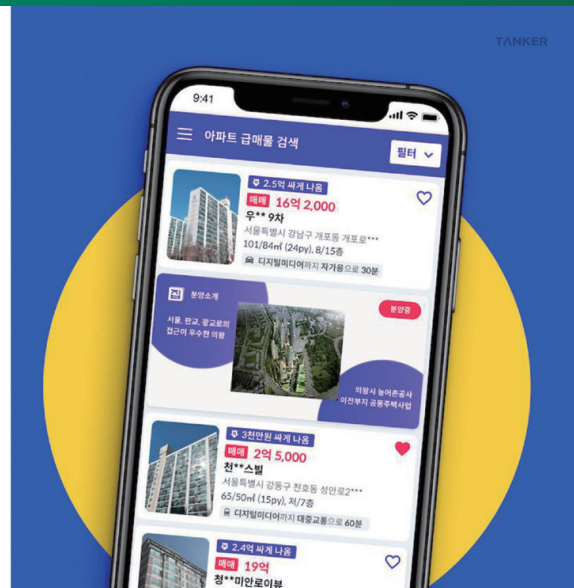 TANKER
9:41
아파트 급매물 검색
필터
2.5억 싸게 나옴
매매 16억 2,000
우** 9차
서울특별시 강남구 개포동 개포로***
101/84㎡ (24py), 8/15층
디지털미디어까지 자가용으로 30분
분양소개
분양중
서울, 판교, 광교로의
접근이 우수한 의왕
의왕시 농어촌공사
이전부지 공동주택사업
3천만원 싸게 나옴
매매 2억 5,000
천**스빌
서울특별시 강동구 천호동 성안로2***
65/50㎡ (15py), 저/7층
디지털미디어까지 대중교통으로 60분
2.4억 싸게 나옴
매매 19억
청**미안로이뷰